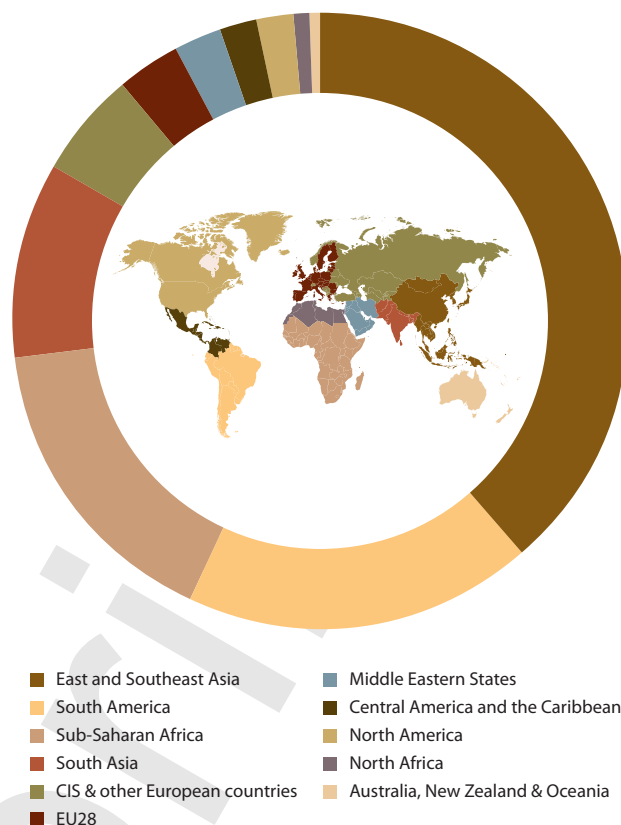 East and Southeast Asia
South America
Sub-Saharan Africa
South Asia
CIS & other European countries
EU28
Middle Eastern States
Central America and the Caribbean
North America
North Africa
Australia, New Zealand & Oceania